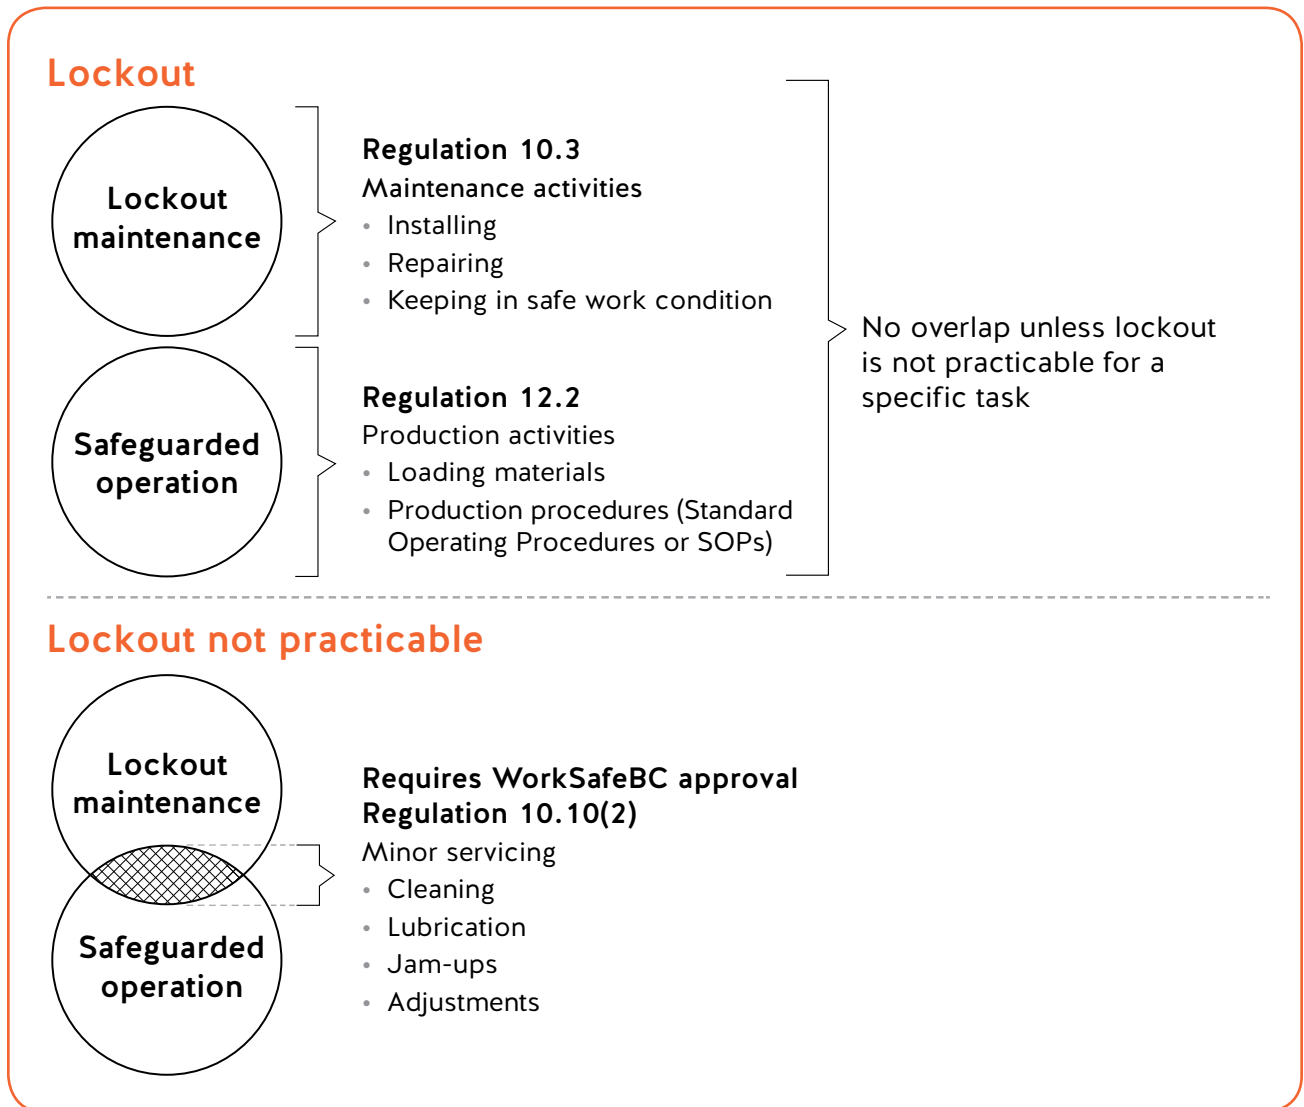 Lockout
Lockout
maintenance
Regulation 10.3
Maintenance activities
• Installing
• Repairing
• Keeping in safe work condition
Safeguarded
operation
Regulation 12.2
Production activities
• Loading materials
• Production procedures (Standard
Operating Procedures or SOPs)
No overlap unless lockout
is not practicable for a
specific task
Lockout not practicable
Lockout
maintenance
Safeguarded
operation
Requires WorkSafeBC approval
Regulation 10.10(2)
Minor servicing
• Cleaning
• Lubrication
• Jam-ups
• Adjustments